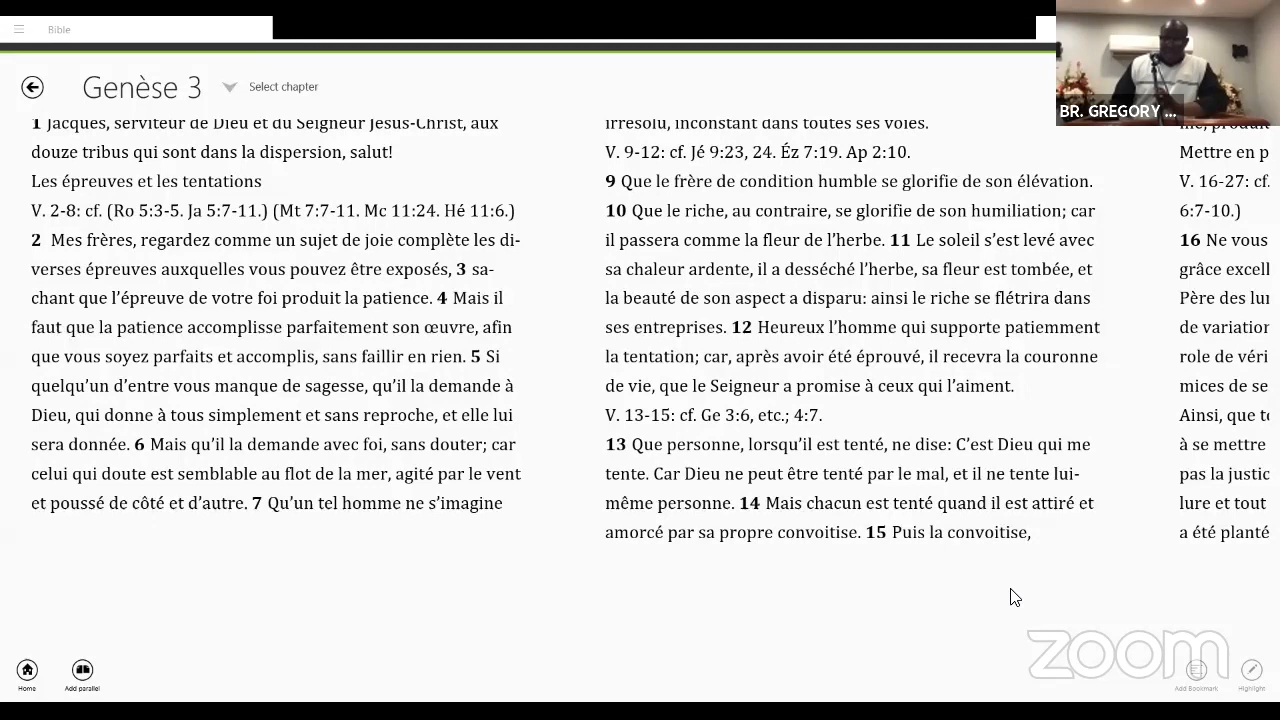 Bible
Genèse 3
Select chapter
BR. GREGORY ...
1 Jacques, serviteur de Dieu et du Seigneur Jésus-Christ, aux
douze tribus qui sont dans la dispersion, salut!
Les épreuves et les tentations
V. 2-8: cf. (Ro 5:3-5. Ja 5:7-11.) (Mt 7:7-11. Mc 11:24. Hé 11:6.)
2 Mes frères, regardez comme un sujet de joie complète les di-
verses épreuves auxquelles vous pouvez être exposés, 3 sa-
chant que l’épreuve de votre foi produit la patience. 4 Mais il
faut que la patience accomplisse parfaitement son œuvre, afin
que vous soyez parfaits et accomplis, sans faillir en rien. 5 Si
quelqu’un d’entre vous manque de sagesse, qu’il la demande à
Dieu, qui donne à tous simplement et sans reproche, et elle lui
sera donnée. 6 Mais qu’il la demande avec foi, sans douter; car
celui qui doute est semblable au flot de la mer, agité par le vent
et poussé de côté et d’autre. 7 Qu’un tel homme ne s’imagine
irrésolu, inconstant dans toutes ses voies.
V. 9-12: cf. Jé 9:23, 24. Éz 7:19. Ap 2:10.
9 Que le frère de condition humble se glorifie de son élévation.
10 Que le riche, au contraire, se glorifie de son humiliation; car
il passera comme la fleur de l’herbe. 11 Le soleil s’est levé avec
sa chaleur ardente, il a desséché l’herbe, sa fleur est tombée, et
la beauté de son aspect a disparu: ainsi le riche se flétrira dans
ses entreprises. 12 Heureux l’homme qui supporte patiemment
la tentation; car, après avoir été éprouvé, il recevra la couronne
de vie, que le Seigneur a promise à ceux qui l’aiment.
V. 13-15: cf. Ge 3:6, etc.; 4:7.
13 Que personne, lorsqu’il est tenté, ne dise: C’est Dieu qui me
tente. Car Dieu ne peut être tenté par le mal, et il ne tente lui-
même personne. 14 Mais chacun est tenté quand il est attiré et
amorcé par sa propre convoitise. 15 Puis la convoitise,
Mettre en p
V. 16-27: cf.
6:7-10.)
16 Ne vous
grâce excell
Père des lu
de variation
role de véri
mices de se
Ainsi, que t
à se mettre
pas la justic
lure et tout
a été planté
zoom
Home
Add parallel
Add Bookmark
Highlight